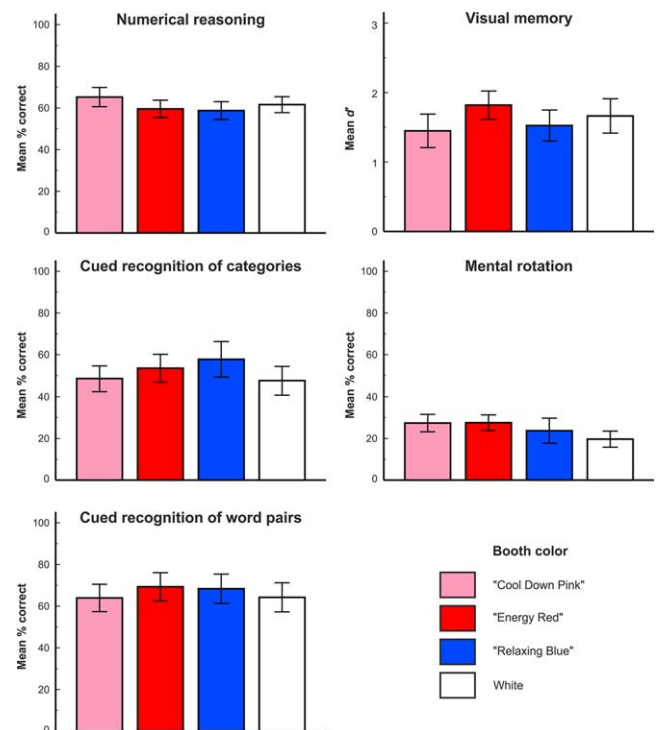 Numerical reasoning
Mean % correct
100
80
60
40
20
0
Visual memory
Mean d'
3
2
1
0
Cued recognition of categories
Mean % correct
100
80
60
40
20
0
Mental rotation
Mean % correct
100
80
60
40
20
0
Cued recognition of word pairs
Mean % correct
100
80
60
40
20
0
Booth color
"Cool Down Pink"
"Energy Red"
"Relaxing Blue"
White